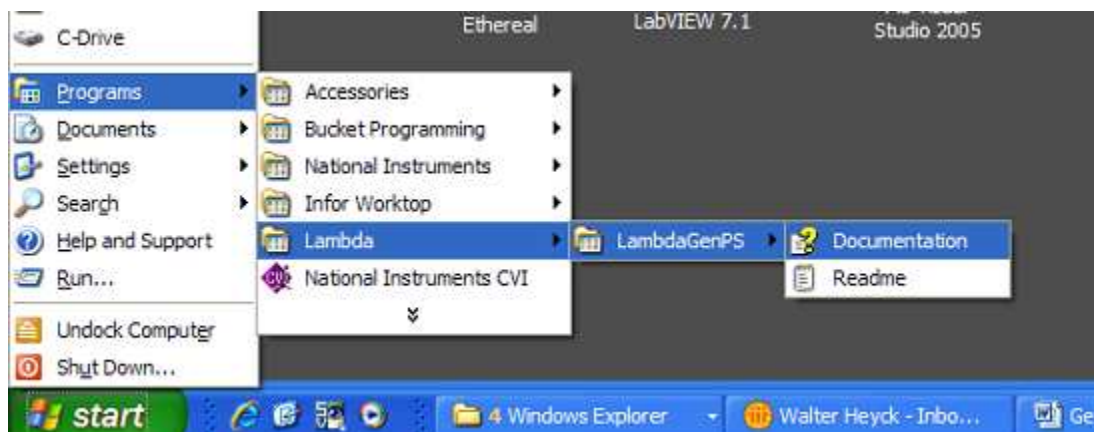 Ethereal
LabVIEW 7.1
Studio 2005
C-Drive
Programs
Documents
Settings
Search
Help and Support
Run...
Undock Computer
Shut Down...
Accessories
Bucket Programming
National Instruments
Infor Worktop
Lambda
National Instruments CVI
LambdaGenPS
Documentation
Readme
start
4 Windows Explorer
Walter Heyck - Inbo...
Ge